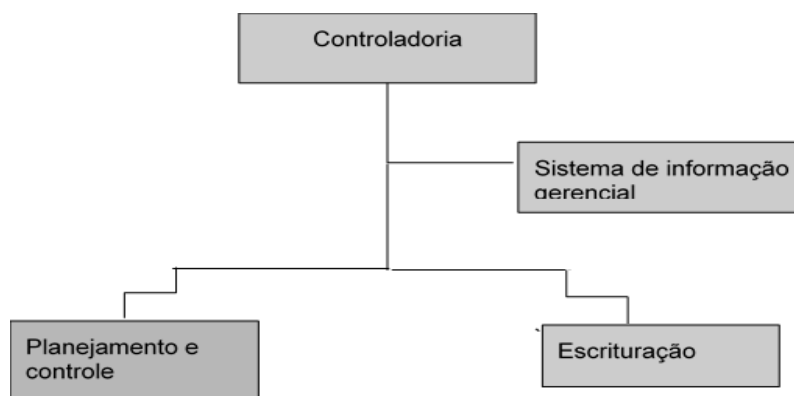 Controladoria
Sistema de informação
gerencial
Planejamento e
controle
Escrituração